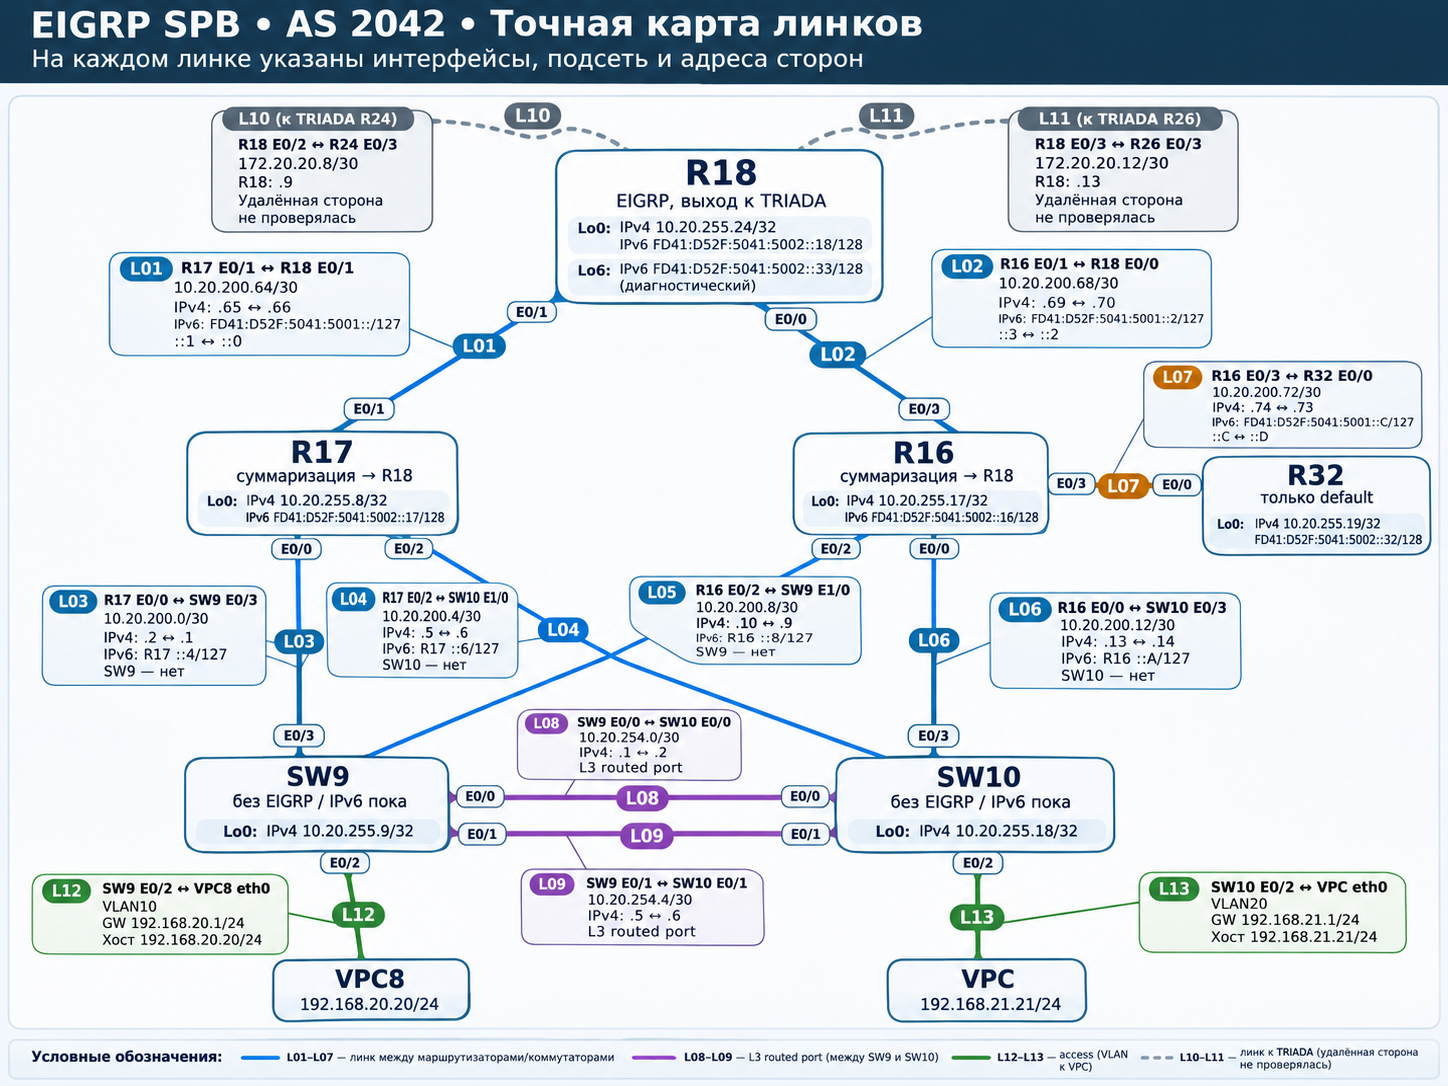 EIGRP SPB • AS 2042 • Точная карта линков
На каждом линке указаны интерфейсы, подсеть и адреса сторон
L10 (к TRIADA R24)
R18 E0/2 ↔ R24 E0/3
172.20.20.8/30
R18: .9
Удалённая сторона
не проверялась
L10
L11
L11 (к TRIADA R26)
R18 E0/3 ↔ R26 E0/3
172.20.20.12/30
R18: .13
Удалённая сторона
не проверялась
R18
EIGRP, выход к TRIADA
Lo0: IPv4 10.20.255.24/32
IPv6 FD41:D52F:5041:5002::18/128
Lo6: IPv6 FD41:D52F:5041:5002::33/128
(диагностический)
L01 R17 E0/1 ↔ R18 E0/1
10.20.200.64/30
IPv4: .65 ↔ .66
IPv6: FD41:D52F:5041:5001::/127
::1 ↔ ::0
L02 R16 E0/1 ↔ R18 E0/0
10.20.200.68/30
IPv4: .69 ↔ .70
IPv6: FD41:D52F:5041:5001::2/127
::3 ↔ ::2
E0/1
E0/0
L01
L02
E0/1
E0/3
L07 R16 E0/3 ↔ R32 E0/0
10.20.200.72/30
IPv4: .74 ↔ .73
IPv6: FD41:D52F:5041:5001::C/127
::C ↔ ::D
R17
суммаризация → R18
Lo0: IPv4 10.20.255.8/32
IPv6 FD41:D52F:5041:5002::17/128
R16
суммаризация → R18
Lo0: IPv4 10.20.255.17/32
IPv6 FD41:D52F:5041:5002::16/128
E0/3
L07
E0/0
R32
только default
Lo0: IPv4 10.20.255.19/32
FD41:D52F:5041:5002::32/128
E0/0
E0/2
E0/2
E0/0
L03 R17 E0/0 ↔ SW9 E0/3
10.20.200.0/30
IPv4: .2 ↔ .1
IPv6: R17 ::4/127
SW9 — нет
L03
L04 R17 E0/2 ↔ SW10 E1/0
10.20.200.4/30
IPv4: .5 ↔ .6
IPv6: R17 ::6/127
SW10 — нет
L04
L05 R16 E0/2 ↔ SW9 E1/0
10.20.200.8/30
IPv4: .10 ↔ .9
IPv6: R16 ::8/127
SW9 — нет
L06
L06 R16 E0/0 ↔ SW10 E0/3
10.20.200.12/30
IPv4: .13 ↔ .14
IPv6: R16 ::A/127
SW10 — нет
E0/3
E0/3
L08 SW9 E0/0 ↔ SW10 E0/0
10.20.254.0/30
IPv4: .1 ↔ .2
L3 routed port
SW9
без EIGRP / IPv6 пока
Lo0: IPv4 10.20.255.9/32
E0/0
L08
E0/0
E0/1
L09
E0/1
SW10
без EIGRP / IPv6 пока
Lo0: IPv4 10.20.255.18/32
E0/2
E0/2
L09 SW9 E0/1 ↔ SW10 E0/1
10.20.254.4/30
IPv4: .5 ↔ .6
L3 routed port
L12 SW9 E0/2 ↔ VPC8 eth0
VLAN10
GW 192.168.20.1/24
Хост 192.168.20.20/24
L12
L13
L13 SW10 E0/2 ↔ VPC eth0
VLAN20
GW 192.168.21.1/24
Хост 192.168.21.21/24
VPC8
192.168.20.20/24
VPC
192.168.21.21/24
Условные обозначения:
L01–L07 — линк между маршрутизаторами/коммутаторами
L08–L09 — L3 routed port (между SW9 и SW10)
L12–L13 — access (VLAN
к VPC)
L10–L11 — линк к TRIADA (удалённая сторона
не проверялась)